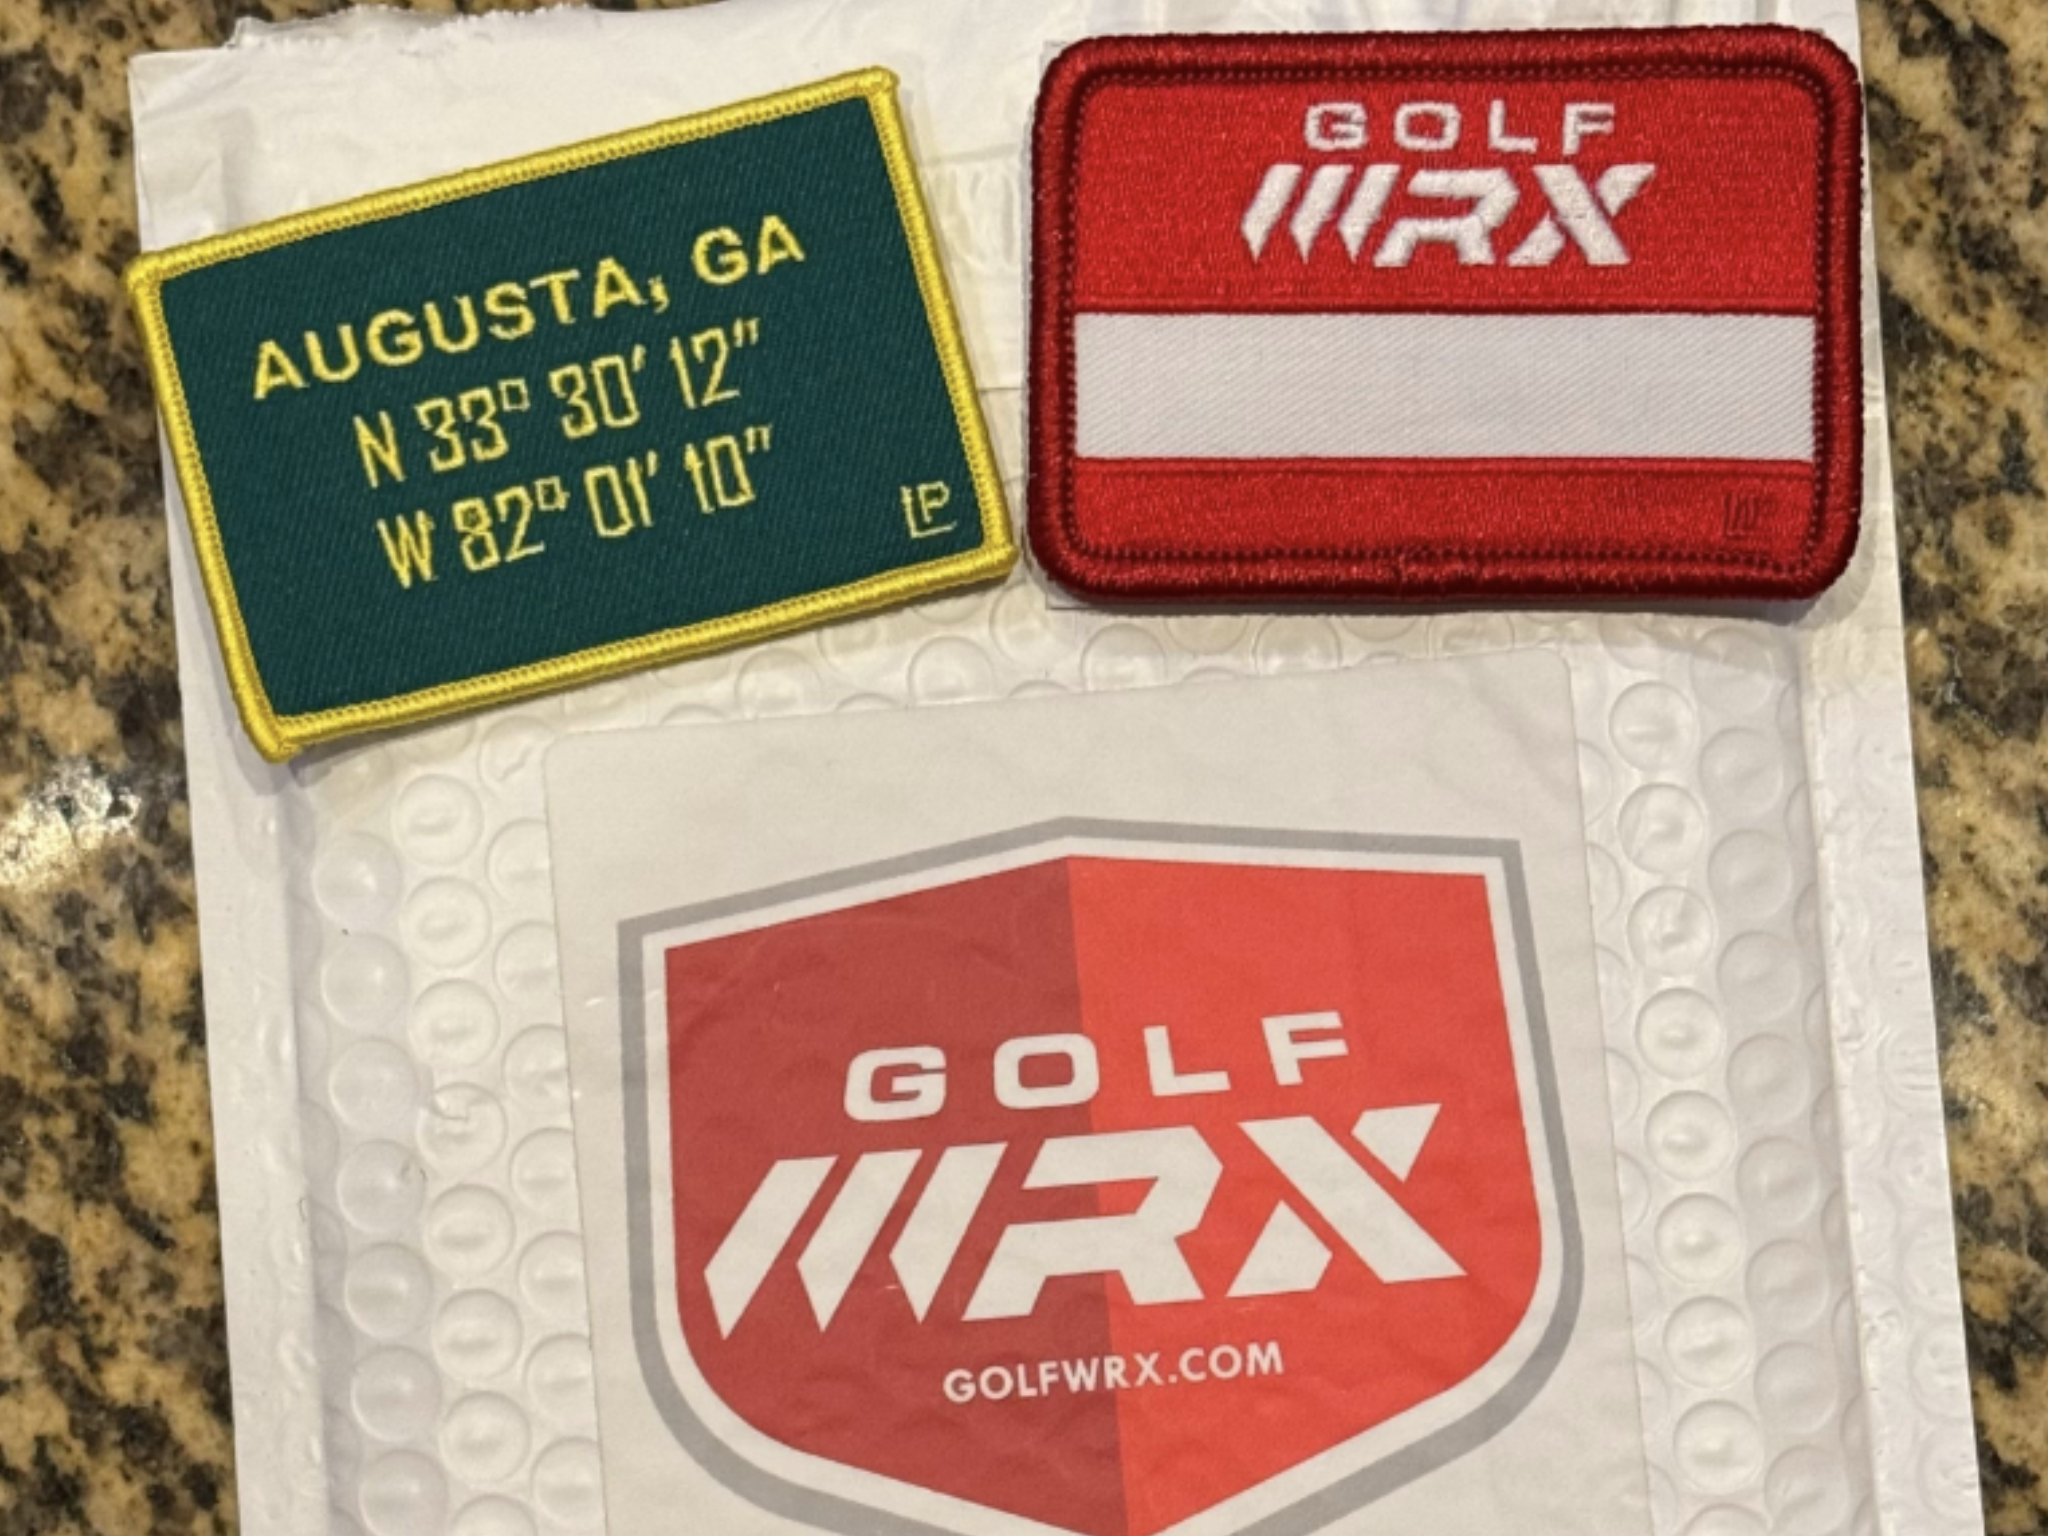 AUGUSTA, GA
N 33° 30' 12"
W 82° 01' 10"
LP
GOLF
WRX
GOLF
WRX
GOLFWRX.COM